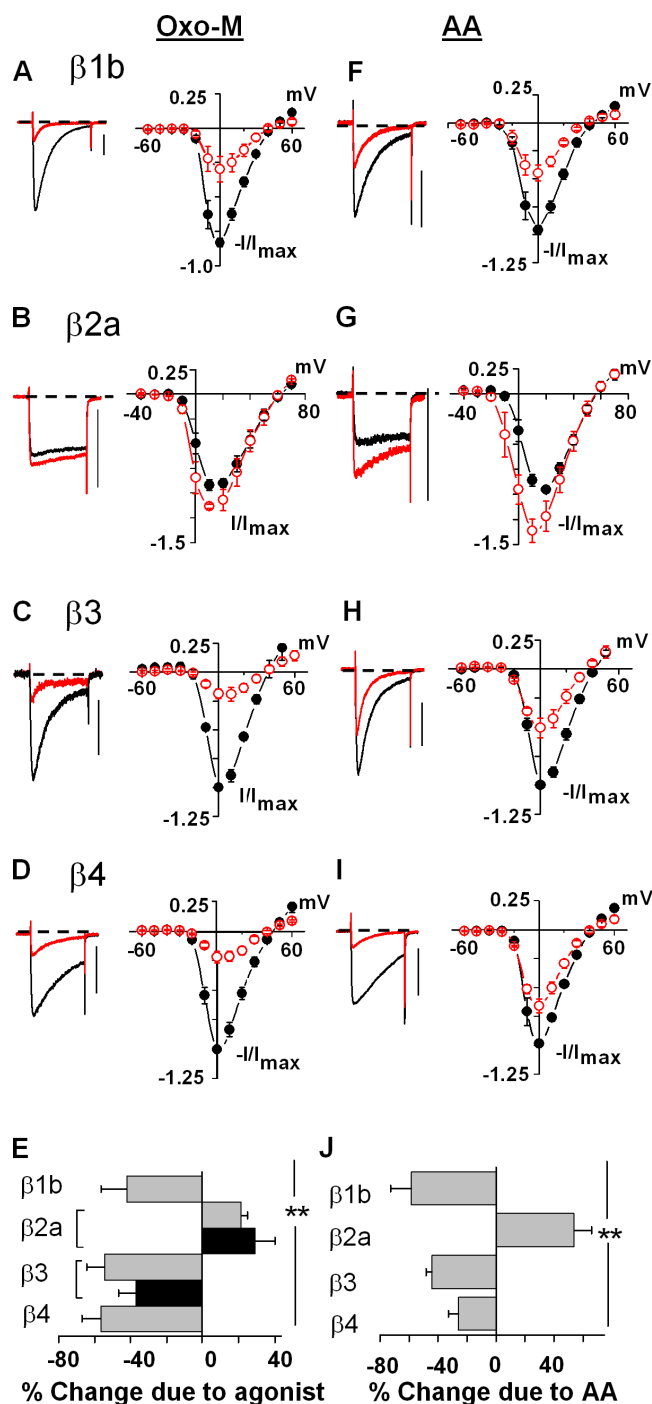 Oxo-M
AA
A
β1b
0.25
mV
-60
60
-I/Imax
-1.0
F
0.25
mV
-60
60
-I/Imax
-1.25
B
β2a
0.25
mV
-40
80
I/Imax
-1.5
G
0.25
mV
-40
80
-I/Imax
-1.5
C
β3
0.25
mV
-60
60
I/Imax
-1.25
H
0.25
mV
-60
60
-I/Imax
-1.25
D
β4
0.25
mV
-60
60
-I/Imax
-1.25
I
0.25
mV
-60
60
-I/Imax
-1.25
E
β1b
β2a
β3
β4
**
-80 -40 0 40
% Change due to agonist
J
β1b
β2a
β3
β4
**
-80 -40 0 40
% Change due to AA